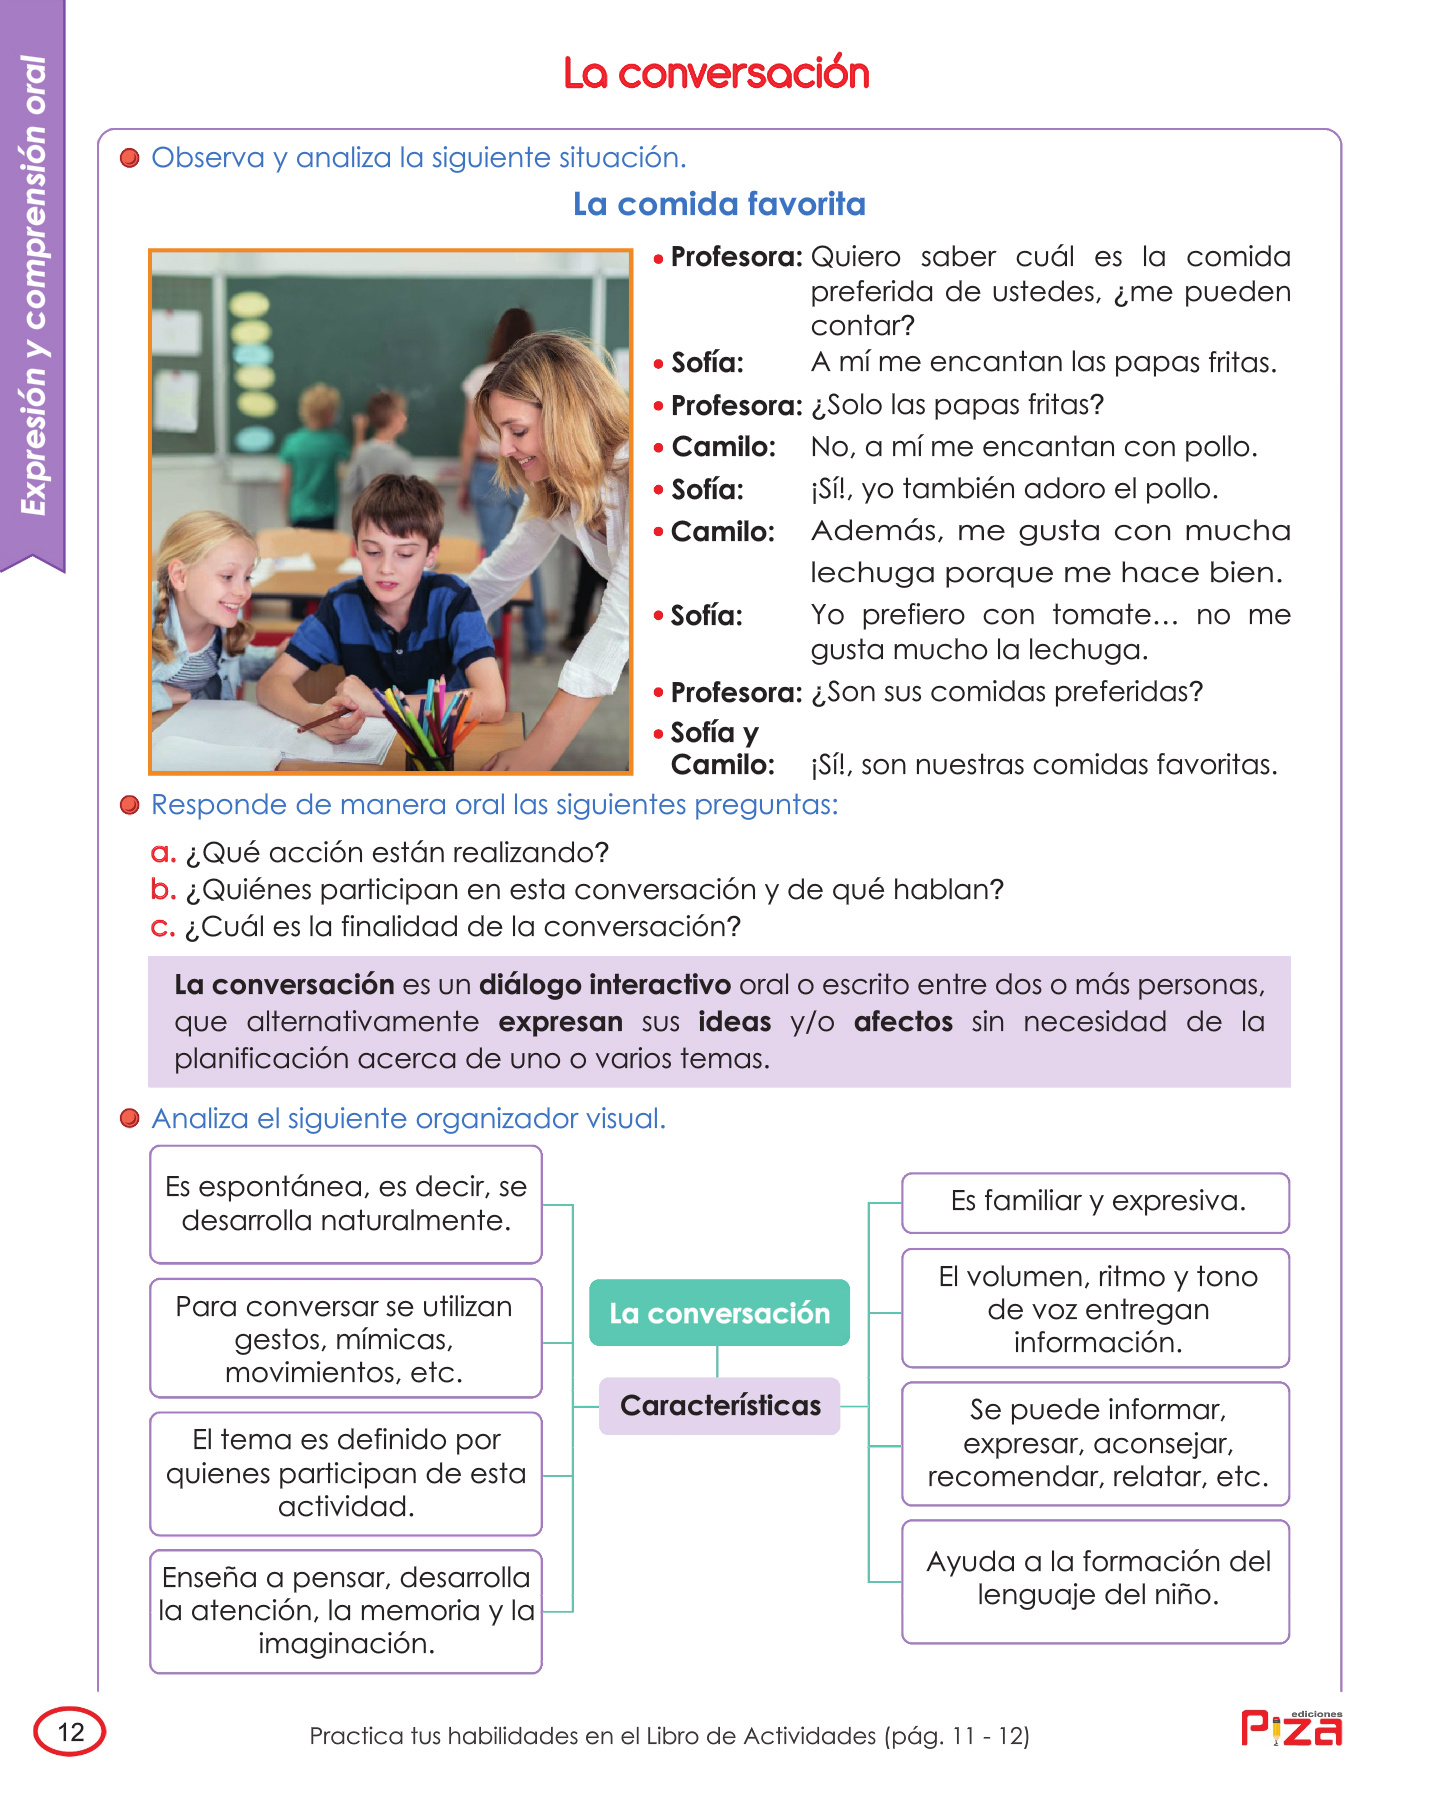 Expresión y comprensión oral
La conversación
Observa y analiza la siguiente situación.
La comida favorita
• Profesora: Quiero saber cuál es la comida
preferida de ustedes, ¿me pueden
contar?
• Sofía: A mí me encantan las papas fritas.
• Profesora: ¿Solo las papas fritas?
• Camilo: No, a mí me encantan con pollo.
• Sofía: ¡Sí!, yo también adoro el pollo.
• Camilo: Además, me gusta con mucha
lechuga porque me hace bien.
• Sofía: Yo prefiero con tomate... no me
gusta mucho la lechuga.
• Profesora: ¿Son sus comidas preferidas?
• Sofía y
Camilo: ¡Sí!, son nuestras comidas favoritas.
Responde de manera oral las siguientes preguntas:
a. ¿Qué acción están realizando?
b. ¿Quiénes participan en esta conversación y de qué hablan?
c. ¿Cuál es la finalidad de la conversación?
La conversación es un diálogo interactivo oral o escrito entre dos o más personas,
que alternativamente expresan sus ideas y/o afectos sin necesidad de la
planificación acerca de uno o varios temas.
Analiza el siguiente organizador visual.
Es espontánea, es decir, se
desarrolla naturalmente.
Para conversar se utilizan
gestos, mímicas,
movimientos, etc.
El tema es definido por
quienes participan de esta
actividad.
Enseña a pensar, desarrolla
la atención, la memoria y la
imaginación.
La conversación
Características
Es familiar y expresiva.
El volumen, ritmo y tono
de voz entregan
información.
Se puede informar,
expresar, aconsejar,
recomendar, relatar, etc.
Ayuda a la formación del
lenguaje del niño.
12
Practica tus habilidades en el Libro de Actividades (pág. 11 - 12)
ediciones
Piza